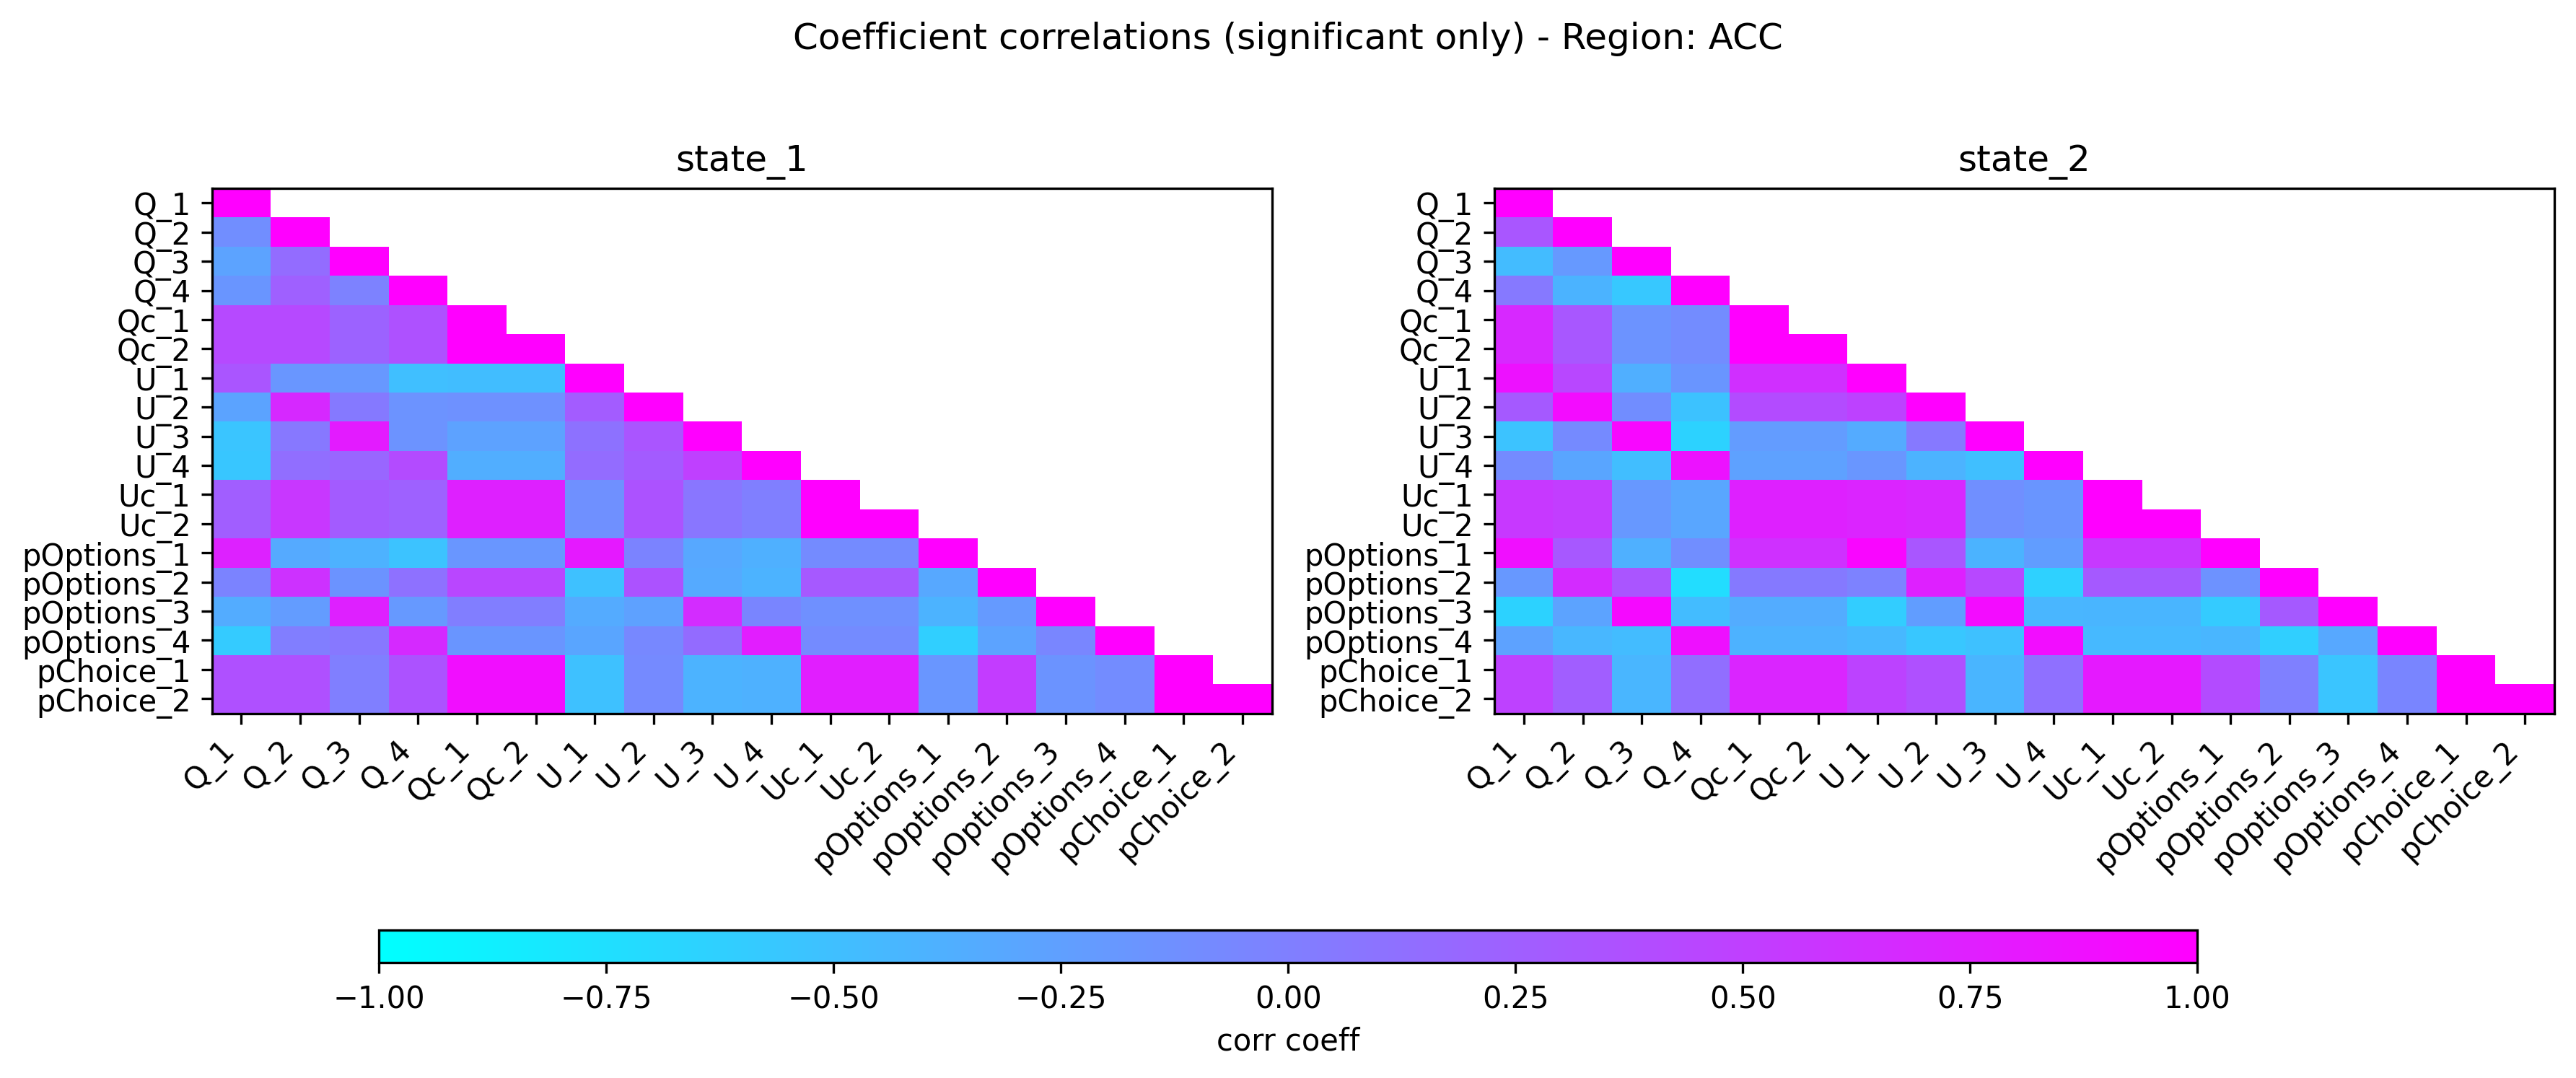 Coefficient correlations (significant only) - Region: ACC
state_1
Q_1
Q_2
Q_3
Q_4
Qc_1
Qc_2
U_1
U_2
U_3
U_4
Uc_1
Uc_2
pOptions_1
pOptions_2
pOptions_3
pOptions_4
pChoice_1
pChoice_2
Q_1
Q_2
Q_3
Q_4
Qc_1
Qc_2
U_1
U_2
U_3
U_4
Uc_1
Uc_2
pOptions_1
pOptions_2
pOptions_3
pOptions_4
pChoice_1
pChoice_2
state_2
Q_1
Q_2
Q_3
Q_4
Qc_1
Qc_2
U_1
U_2
U_3
U_4
Uc_1
Uc_2
pOptions_1
pOptions_2
pOptions_3
pOptions_4
pChoice_1
pChoice_2
Q_1
Q_2
Q_3
Q_4
Qc_1
Qc_2
U_1
U_2
U_3
U_4
Uc_1
Uc_2
pOptions_1
pOptions_2
pOptions_3
pOptions_4
pChoice_1
pChoice_2
−1.00 −0.75 −0.50 −0.25 0.00 0.25 0.50 0.75 1.00
corr coeff